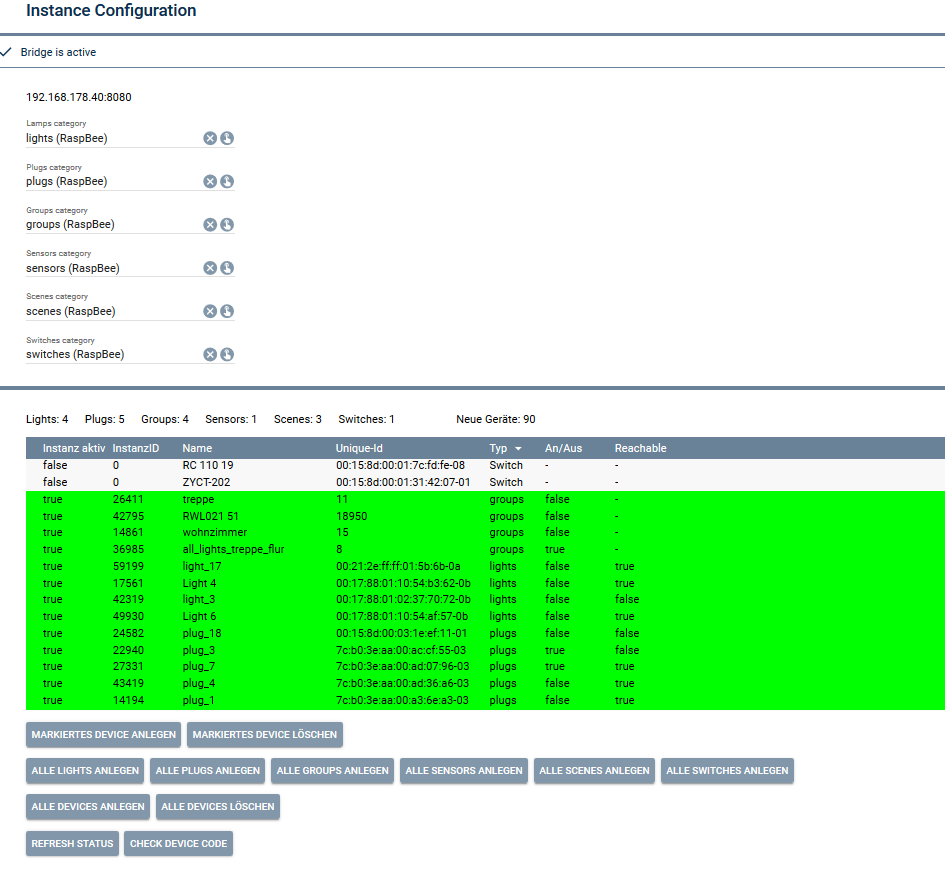 Instance Configuration
Bridge is active
192.168.178.40:8080
Lamps category
lights (RaspBee)
Plugs category
plugs (RaspBee)
Groups category
groups (RaspBee)
Sensors category
sensors (RaspBee)
Scenes category
scenes (RaspBee)
Switches category
switches (RaspBee)
Lights: 4 Plugs: 5 Groups: 4 Sensors: 1 Scenes: 3 Switches: 1 Neue Geräte: 90
Instanz aktiv InstanzID Name Unique-Id Typ An/Aus Reachable
false 0 RC 110 19 00:15:8d:00:01:7c:fd:fe-08 Switch - -
false 0 ZYCT-202 00:15:8d:00:01:31:42:07-01 Switch - -
true 26411 treppe 11 groups false -
true 42795 RWL021 51 18950 groups false -
true 14861 wohnzimmer 15 groups false -
true 36985 all_lights_treppe_flur 8 groups true -
true 59199 light_17 00:21:2e:ff:ff:01:5b:6b-0a lights false true
true 17561 Light 4 00:17:88:01:10:54:b3:62-0b lights false true
true 42319 light_3 00:17:88:01:02:37:70:72-0b lights false false
true 49930 Light 6 00:17:88:01:10:54:af:57-0b lights false true
true 24582 plug_18 00:15:8d:00:03:1e:ef:11-01 plugs false false
true 22940 plug_3 7c:b0:3e:aa:00:ac:cf:55-03 plugs true false
true 27331 plug_7 7c:b0:3e:aa:00:ad:07:96-03 plugs true true
true 43419 plug_4 7c:b0:3e:aa:00:ad:36:a6-03 plugs false true
true 14194 plug_1 7c:b0:3e:aa:00:a3:6e:a3-03 plugs false true
MARKIERTES DEVICE ANLEGEN MARKIERTES DEVICE LÖSCHEN
ALLE LIGHTS ANLEGEN ALLE PLUGS ANLEGEN ALLE GROUPS ANLEGEN ALLE SENSORS ANLEGEN ALLE SCENES ANLEGEN ALLE SWITCHES ANLEGEN
ALLE DEVICES ANLEGEN ALLE DEVICES LÖSCHEN
REFRESH STATUS CHECK DEVICE CODE